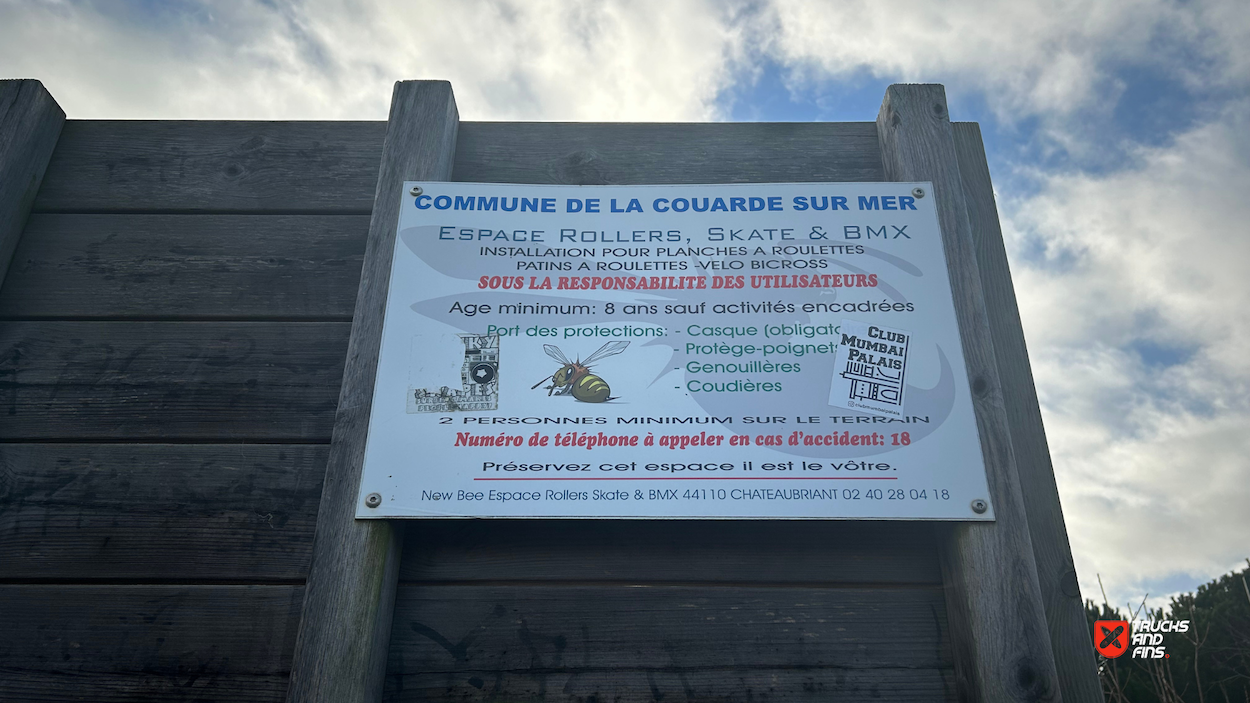 COMMUNE DE LA COUARDE SUR MER
ESPACE ROLLERS, SKATE & BMX
INSTALLATION POUR PLANCHES A ROULETTES
PATINS A ROULETTES -VELO BICROSS
SOUS LA RESPONSABILITE DES UTILISATEURS
Age minimum: 8 ans sauf activités encadrées
Port des protections: - Casque (obligato
- Protège-poignets
- Genouillères
- Coudières
CLUB
MUMBAI
PALAIS
@clubmumbaipalais
2 PERSONNES MINIMUM SUR LE TERRAIN
Numéro de téléphone à appeler en cas d'accident: 18
Préservez cet espace il est le vôtre.
New Bee Espace Rollers Skate & BMX 44110 CHATEAUBRIANT 02 40 28 04 18
TRUCKS
AND
FINS